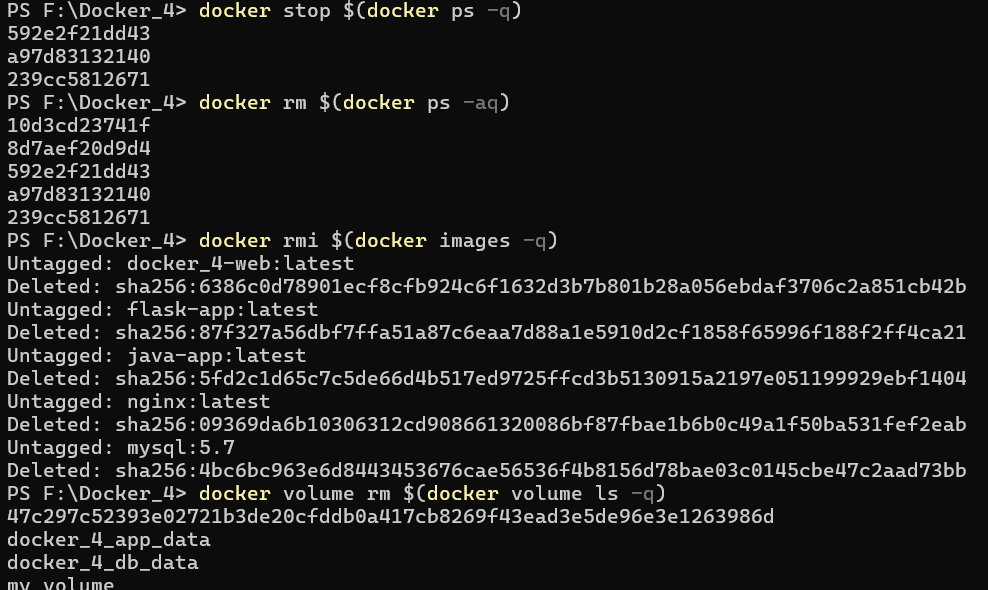 PS F:\Docker_4> docker stop $(docker ps -q)
592e2f21dd43
a97d83132140
239cc5812671
PS F:\Docker_4> docker rm $(docker ps -aq)
10d3cd23741f
8d7aef20d9d4
592e2f21dd43
a97d83132140
239cc5812671
PS F:\Docker_4> docker rmi $(docker images -q)
Untagged: docker_4-web:latest
Deleted: sha256:6386c0d78901ecf8cfb924c6f1632d3b7b801b28a056ebdaf3706c2a851cb42b
Untagged: flask-app:latest
Deleted: sha256:87f327a56dbf7ffa51a87c6eaa7d88a1e5910d2cf1858f65996f188f2ff4ca21
Untagged: java-app:latest
Deleted: sha256:5fd2c1d65c7c5de66d4b517ed9725ffcd3b5130915a2197e051199929ebf1404
Untagged: nginx:latest
Deleted: sha256:09369da6b10306312cd908661320086bf87fbae1b6b0c49a1f50ba531fef2eab
Untagged: mysql:5.7
Deleted: sha256:4bc6bc963e6d8443453676cae56536f4b8156d78bae03c0145cbe47c2aad73bb
PS F:\Docker_4> docker volume rm $(docker volume ls -q)
47c297c52393e02721b3de20cfddb0a417cb8269f43ead3e5de96e3e1263986d
docker_4_app_data
docker_4_db_data
my_volume